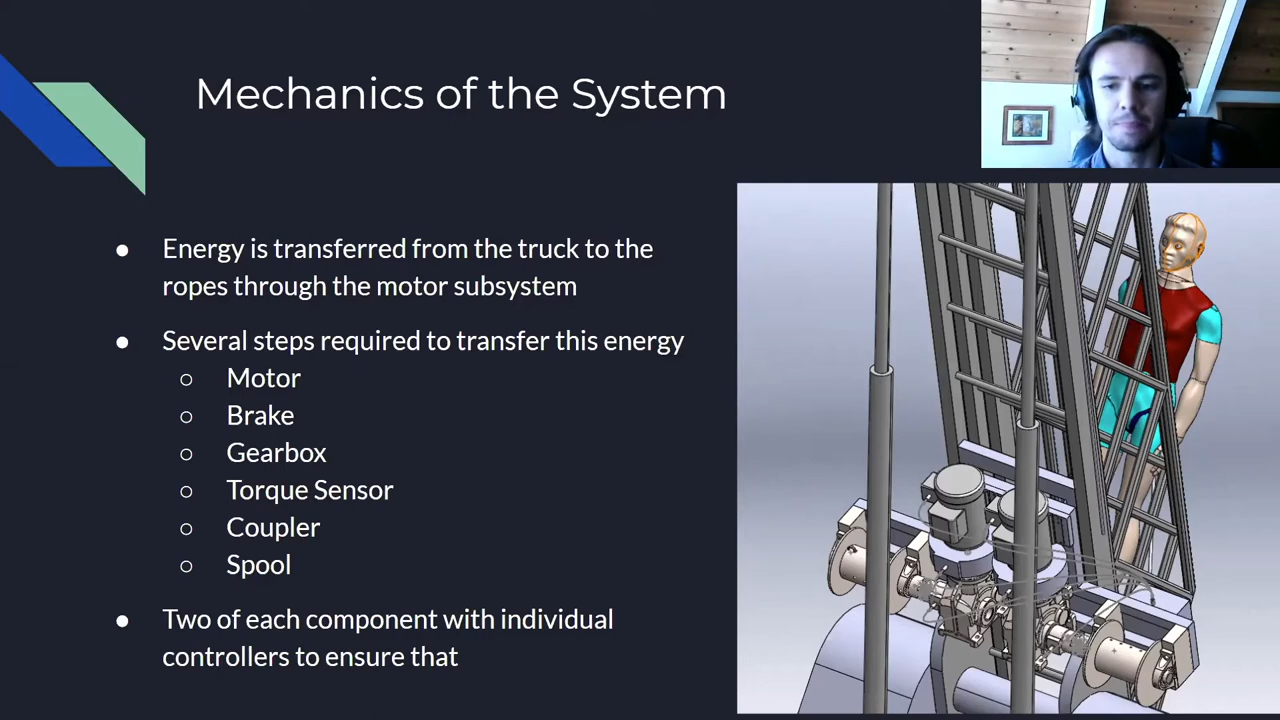 Mechanics of the System
● Energy is transferred from the truck to the
ropes through the motor subsystem
● Several steps required to transfer this energy
○ Motor
○ Brake
○ Gearbox
○ Torque Sensor
○ Coupler
○ Spool
● Two of each component with individual
controllers to ensure that